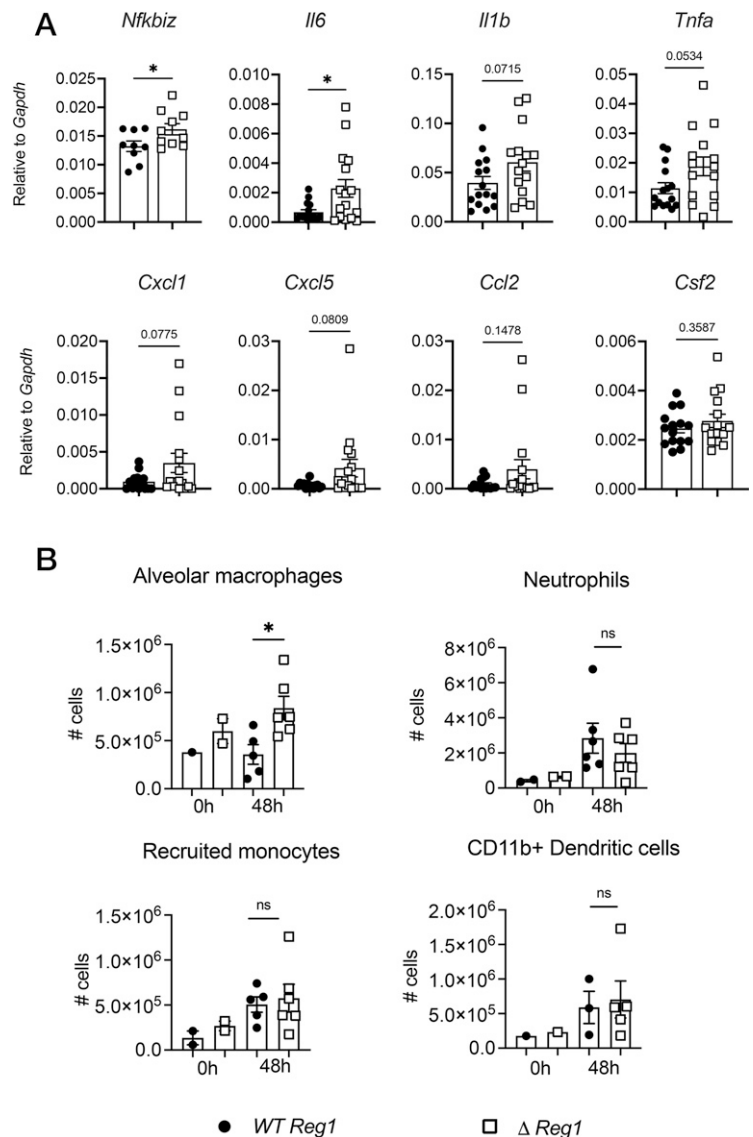 A
Nfkbiz Il6 Il1b Tnfa
Relative to Gapdh
0.025 0.020 0.015 0.010 0.005 0.000
*
0.010 0.008 0.006 0.004 0.002 0.000
*
0.15 0.10 0.05 0.00
0.0715
0.05 0.04 0.03 0.02 0.01 0.00
0.0534
Cxcl1 Cxcl5 Ccl2 Csf2
Relative to Gapdh
0.020 0.015 0.010 0.005 0.000
0.0775
0.03 0.02 0.01 0.000
0.0809
0.03 0.02 0.01 0.000
0.1478
0.006 0.004 0.002 0.000
0.3587
B
Alveolar macrophages
# cells
1.5×10⁶
1.0×10⁶
5.0×10⁵
0.0
*
0h 48h
Neutrophils
# cells
8×10⁶
6×10⁶
4×10⁶
2×10⁶
0
ns
0h 48h
Recruited monocytes
# cells
1.5×10⁶
1.0×10⁶
5.0×10⁵
0.0
ns
0h 48h
CD11b+ Dendritic cells
# cells
2.0×10⁶
1.5×10⁶
1.0×10⁶
5.0×10⁵
0.0
ns
0h 48h
WT Reg1 Δ Reg1